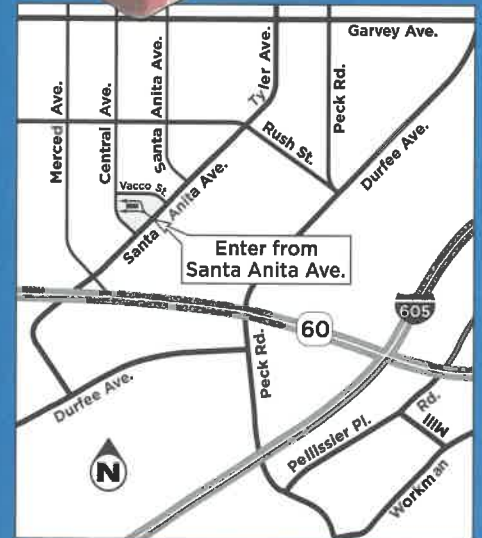 Garvey Ave.
Merced Ave.
Central Ave.
Santa Anita Ave.
Tyler Ave.
Peck Rd.
Rush St.
Durfee Ave.
Vacco St.
Santa Anita Ave.
Enter from
Santa Anita Ave.
605
60
Peck Rd.
Durfee Ave.
Pellissier Pl.
Mill Rd.
Workman
N